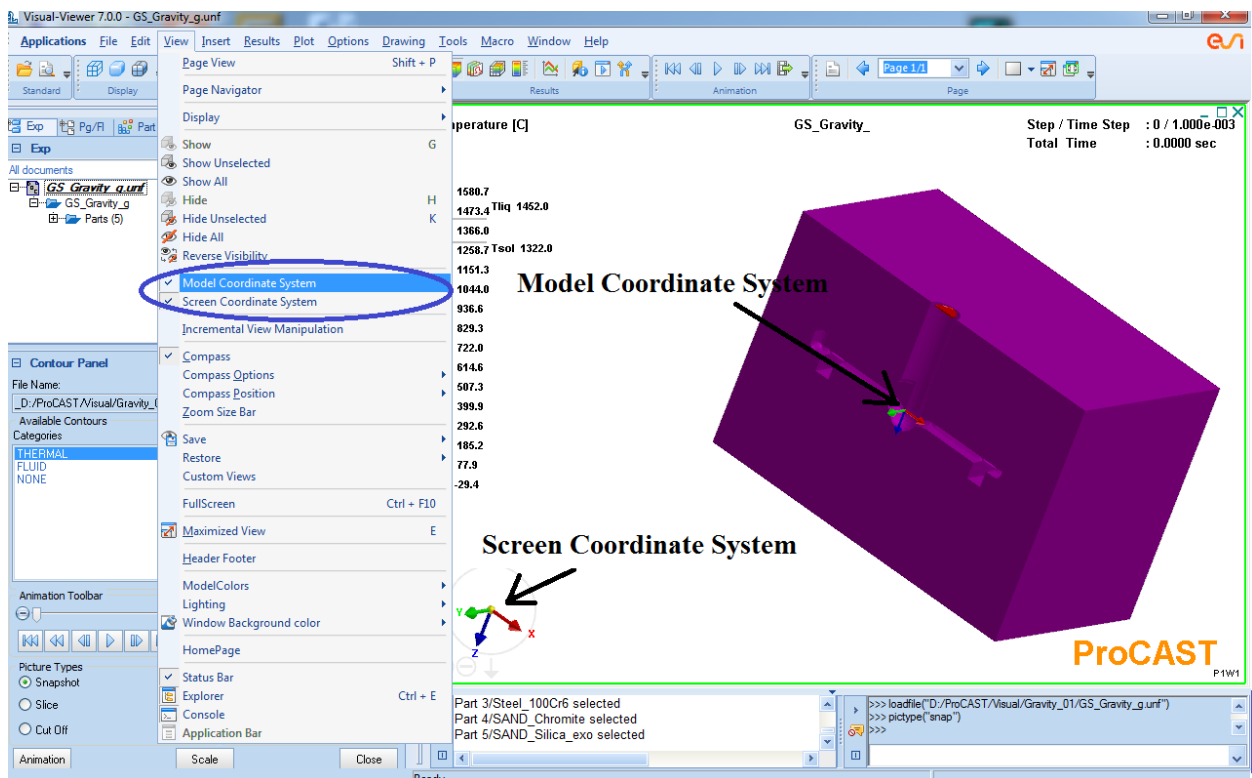 Visual-Viewer 7.0.0 - GS_Gravity_g.unf
Applications File Edit View Insert Results Plot Options Drawing Tools Macro Window Help
Standard Display Results Animation Page
Page 1/1
Exp Pg/Fl Part
Exp
All documents
GS_Gravity_g.unf
GS_Gravity_g
Parts (5)
Page View Shift + P
Page Navigator
Display
Show G
Show Unselected
Show All
Hide H
Hide Unselected K
Hide All
Reverse Visibility
Model Coordinate System
Screen Coordinate System
Incremental View Manipulation
Compass
Compass Options
Compass Position
Zoom Size Bar
Save
Restore
Custom Views
FullScreen Ctrl + F10
Maximized View E
Header Footer
ModelColors
Lighting
Window Background color
HomePage
Status Bar
Explorer Ctrl + E
Console
Application Bar
Contour Panel
File Name:
_D:/ProCAST/Visual/Gravity_0
Available Contours
Categories
THERMAL
FLUID
NONE
Animation Toolbar
Picture Types
Snapshot
Slice
Cut Off
Animation Scale Close
perature [C]
GS_Gravity_
Step / Time Step : 0 / 1.000e-003
Total Time : 0.0000 sec
1580.7
1473.4 Tliq 1452.0
1366.0
1258.7 Tsol 1322.0
1151.3
1044.0
936.6
829.3
722.0
614.6
507.3
399.9
292.6
185.2
77.9
-29.4
Model Coordinate System
Screen Coordinate System
Y
X
Z
ProCAST
P1W1
Part 3/Steel_100Cr6 selected
Part 4/SAND_Chromite selected
Part 5/SAND_Silica_exo selected
>>> loadfile("D:/ProCAST/Visual/Gravity_01/GS_Gravity_g.unf")
>>> pictype("snap")
>>>